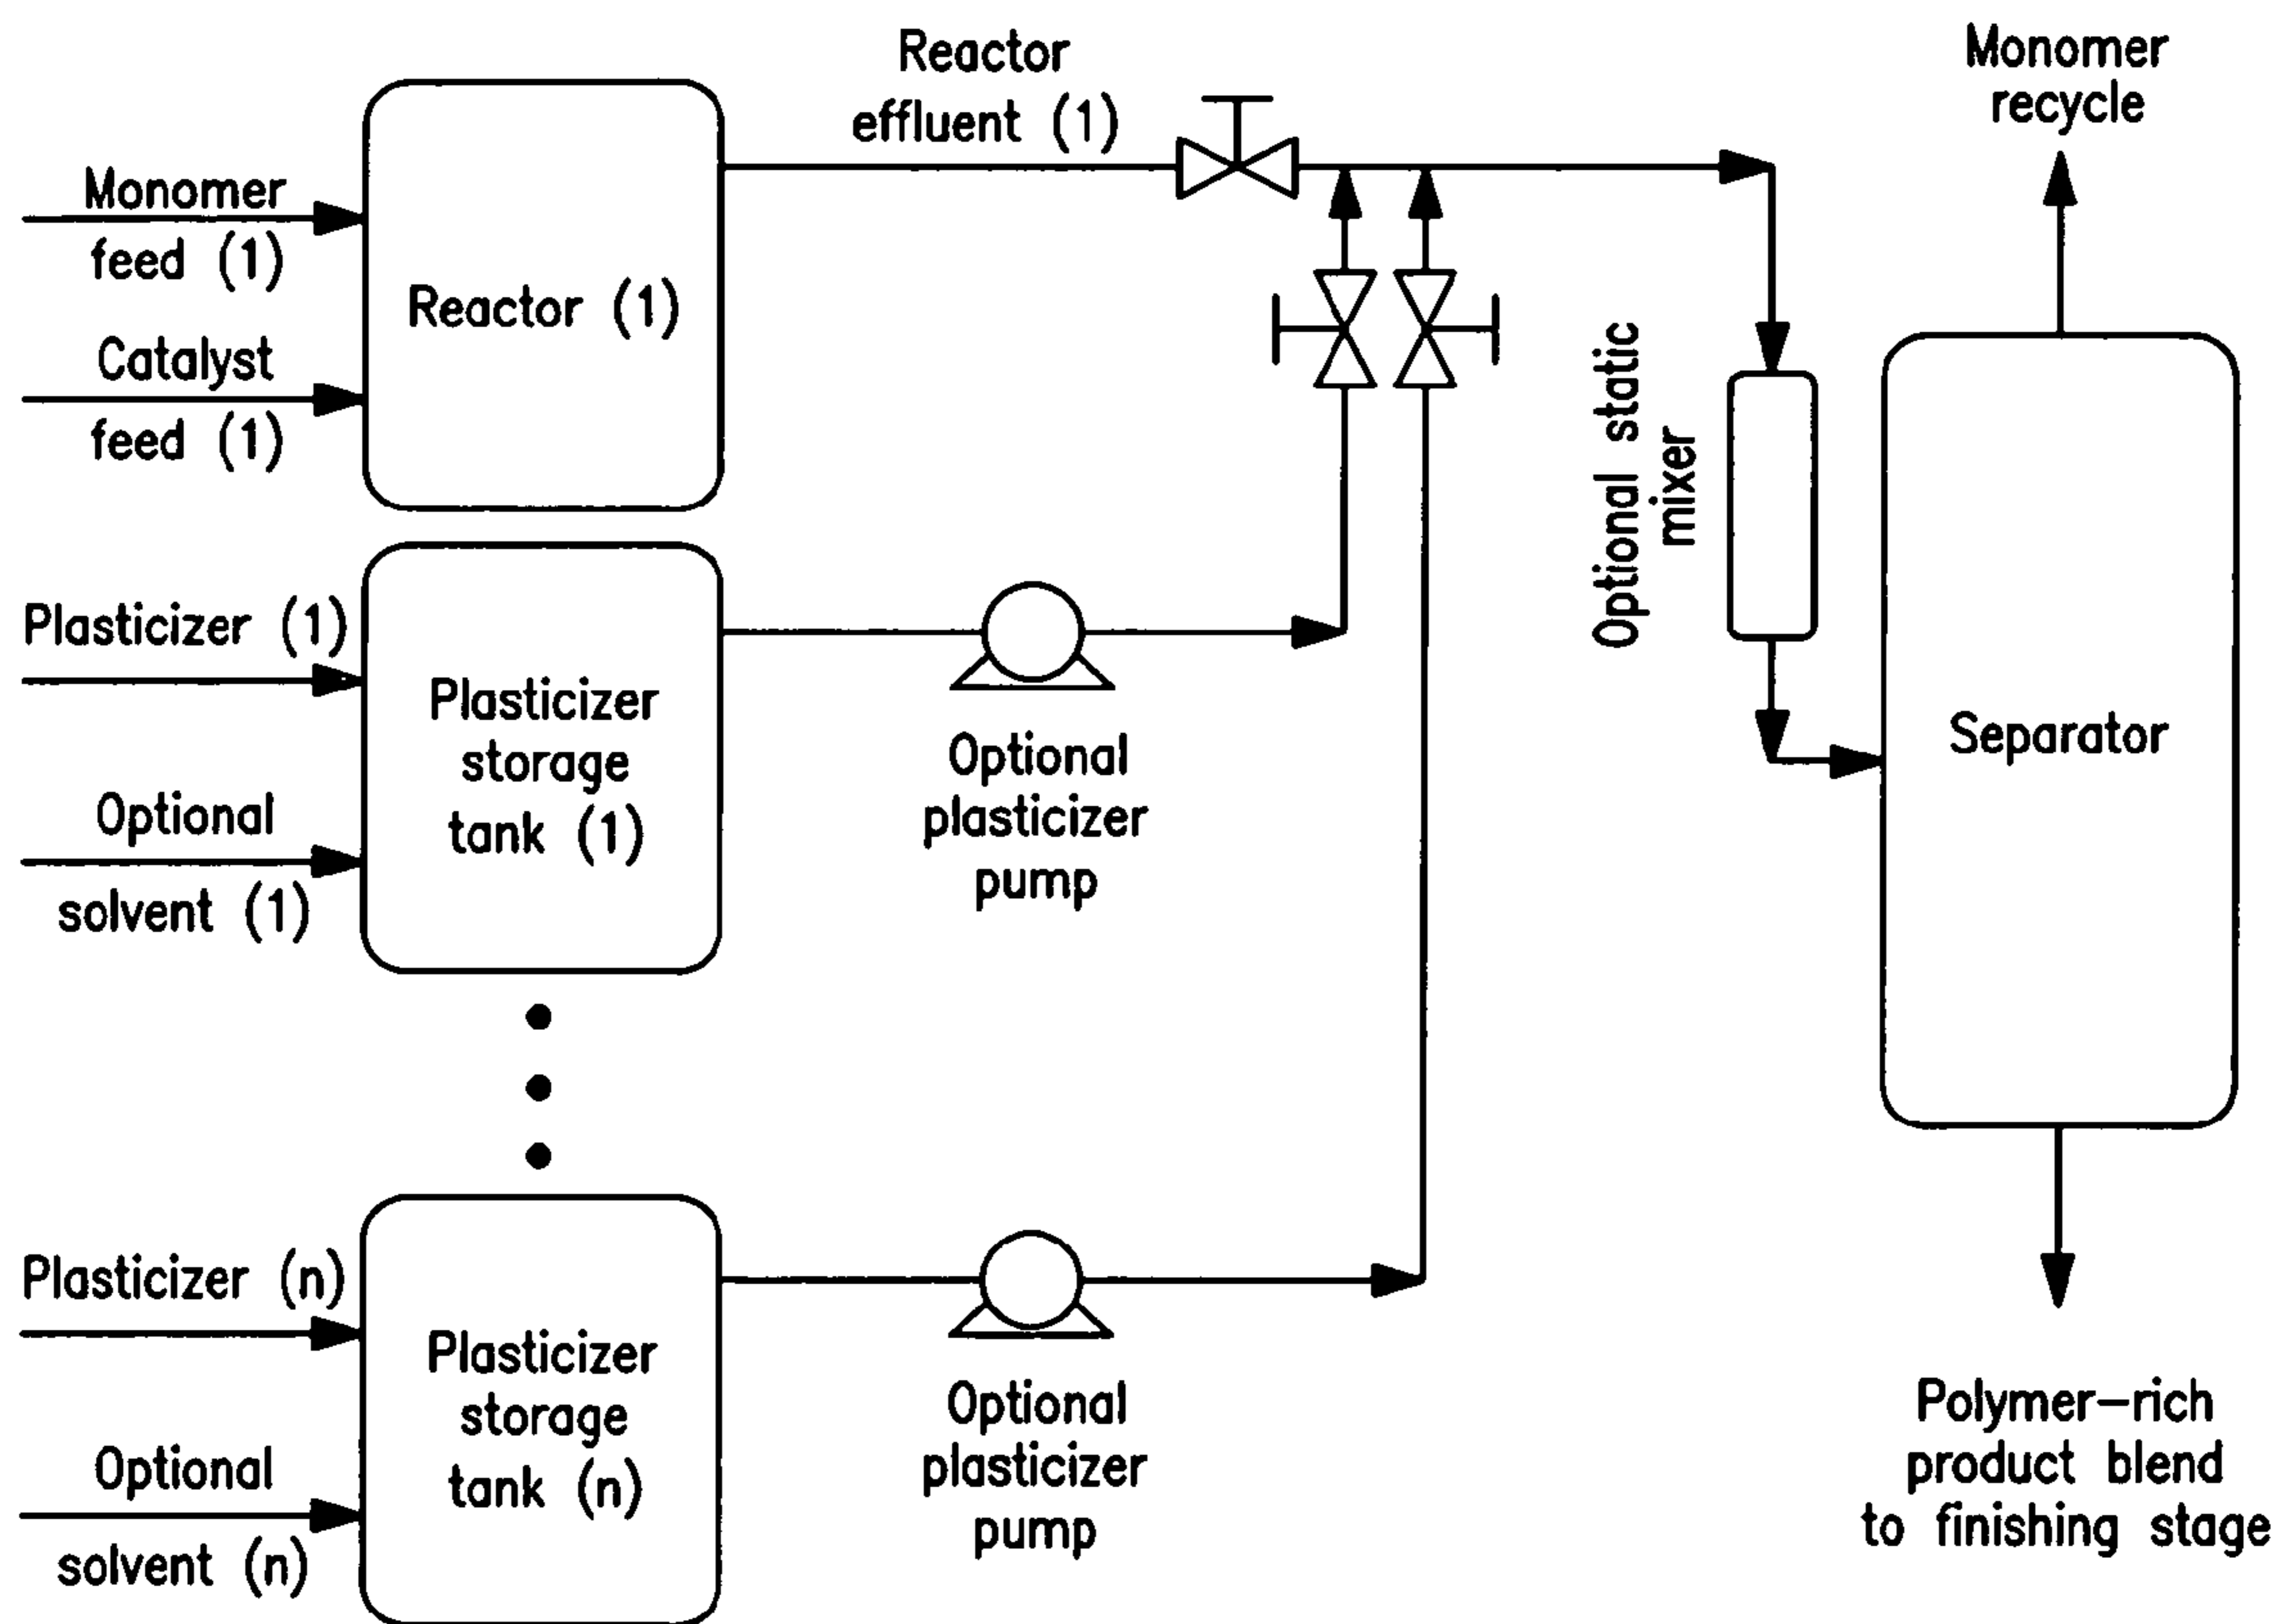 Reactor
effluent (1)
Monomer
recycle
Monomer
feed (1)
Reactor (1)
Catalyst
feed (1)
Optional static
mixer
Plasticizer (1)
Plasticizer
storage
tank (1)
Optional
solvent (1)
Optional
plasticizer
pump
Separator
Plasticizer (n)
Plasticizer
storage
tank (n)
Optional
solvent (n)
Optional
plasticizer
pump
Polymer-rich
product blend
to finishing stage